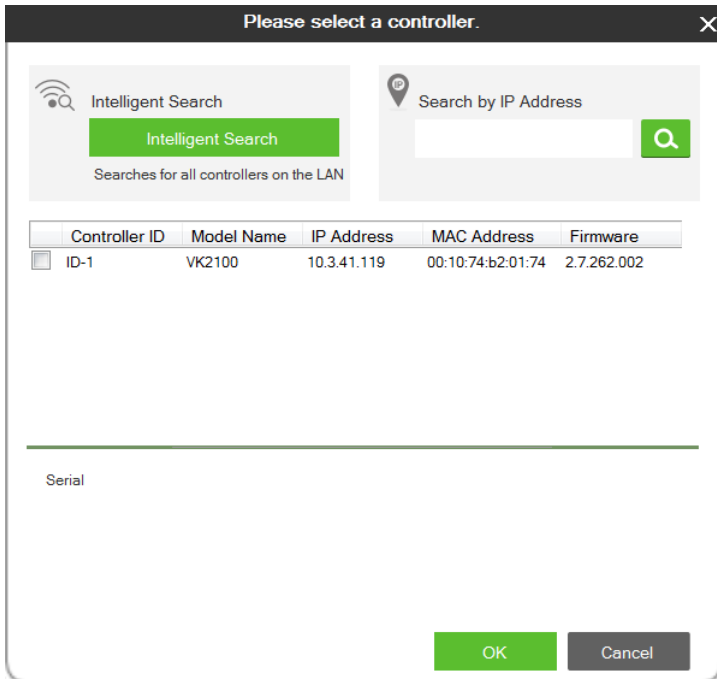 Please select a controller.
Intelligent Search
Intelligent Search
Searches for all controllers on the LAN
IP
Search by IP Address
Controller ID Model Name IP Address MAC Address Firmware
ID-1 VK2100 10.3.41.119 00:10:74:b2:01:74 2.7.262.002
Serial
OK Cancel